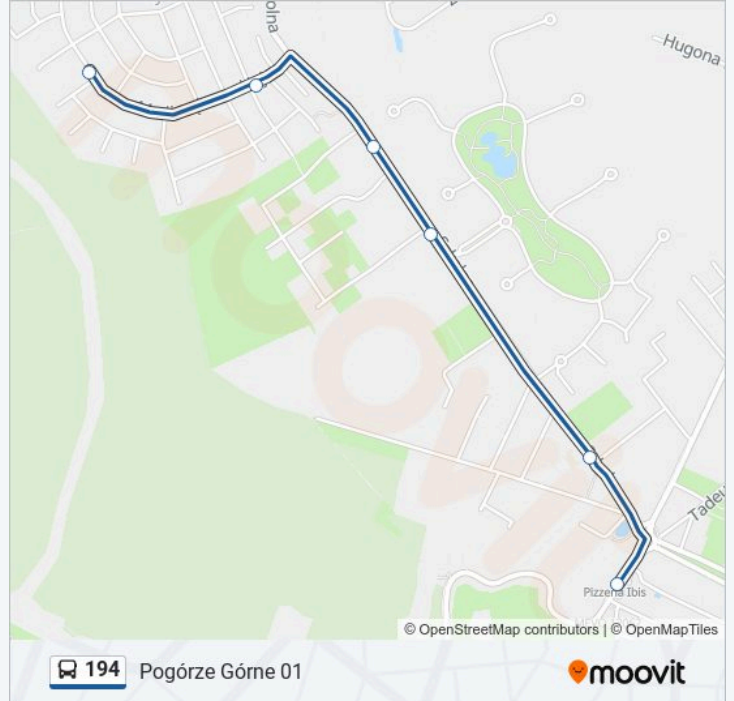 olna
Hugona
Tadeu
Pizzeria Ibis
© OpenStreetMap contributors | © OpenMapTiles
194 Pogórze Górne 01 moovit